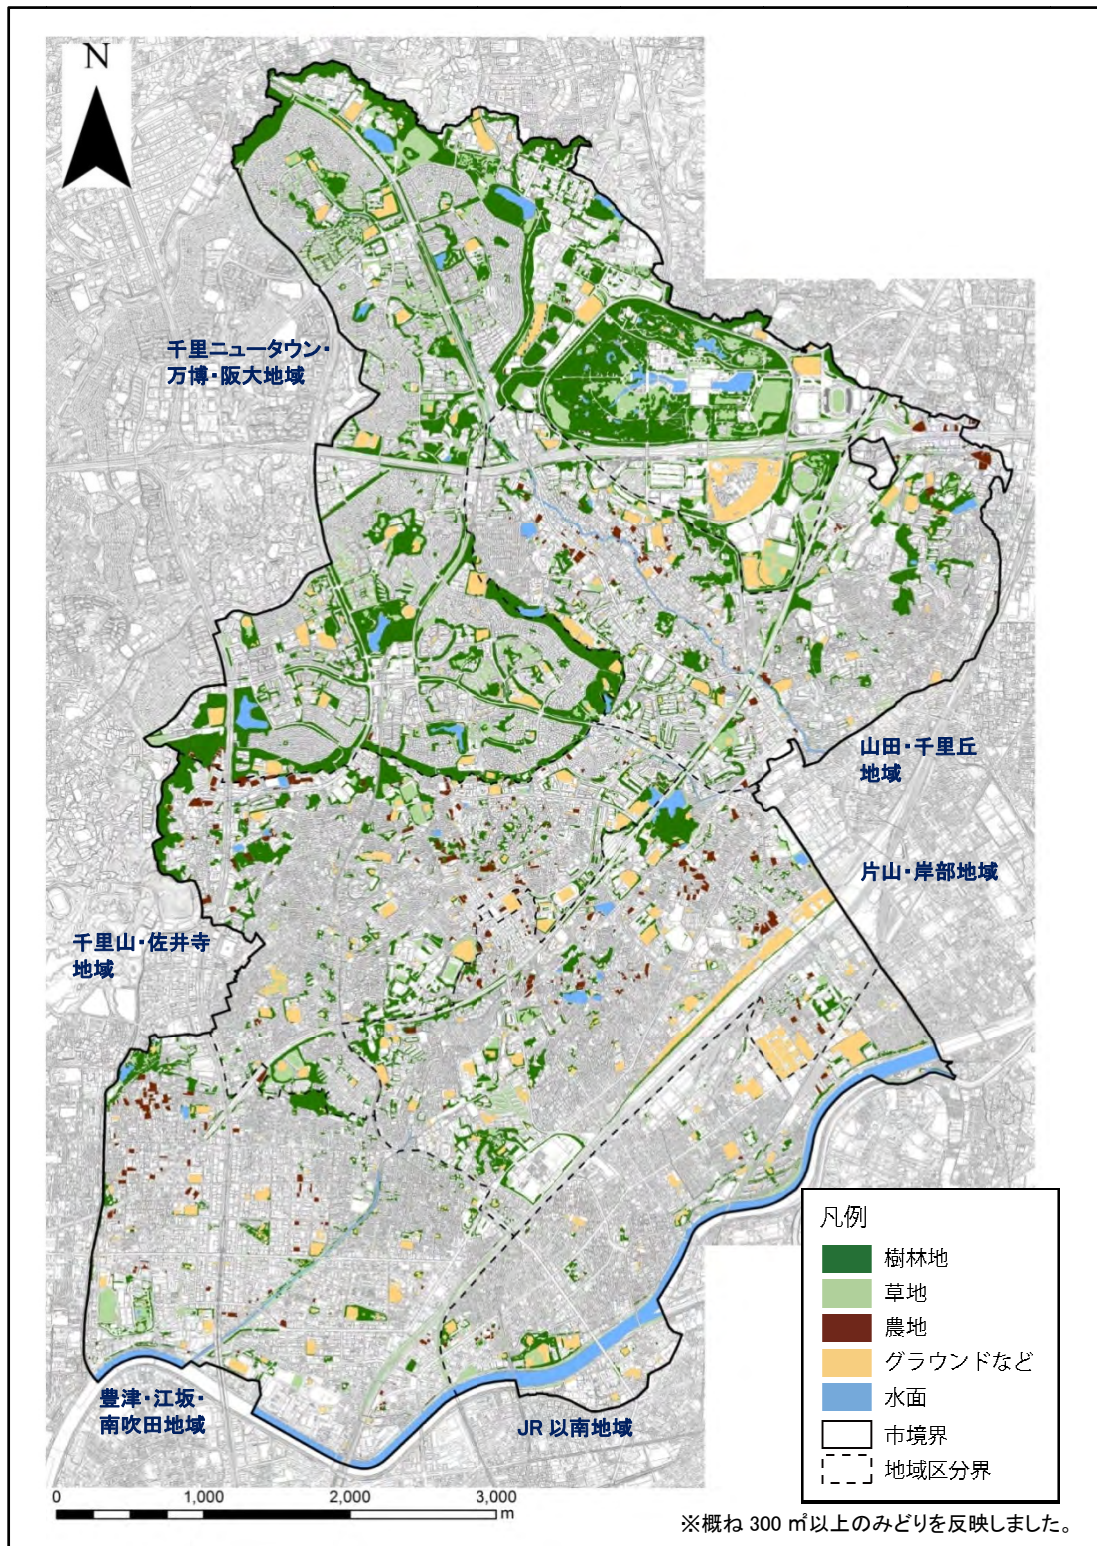 N
千里ニュータウン・
万博・阪大地域
山田・千里丘
地域
片山・岸部地域
千里山・佐井寺
地域
豊津・江坂・
南吹田地域
JR 以南地域
凡例
樹林地
草地
農地
グラウンドなど
水面
市境界
地域区分界
0 1,000 2,000 3,000
m
※概ね 300 ㎡以上のみどりを反映しました。